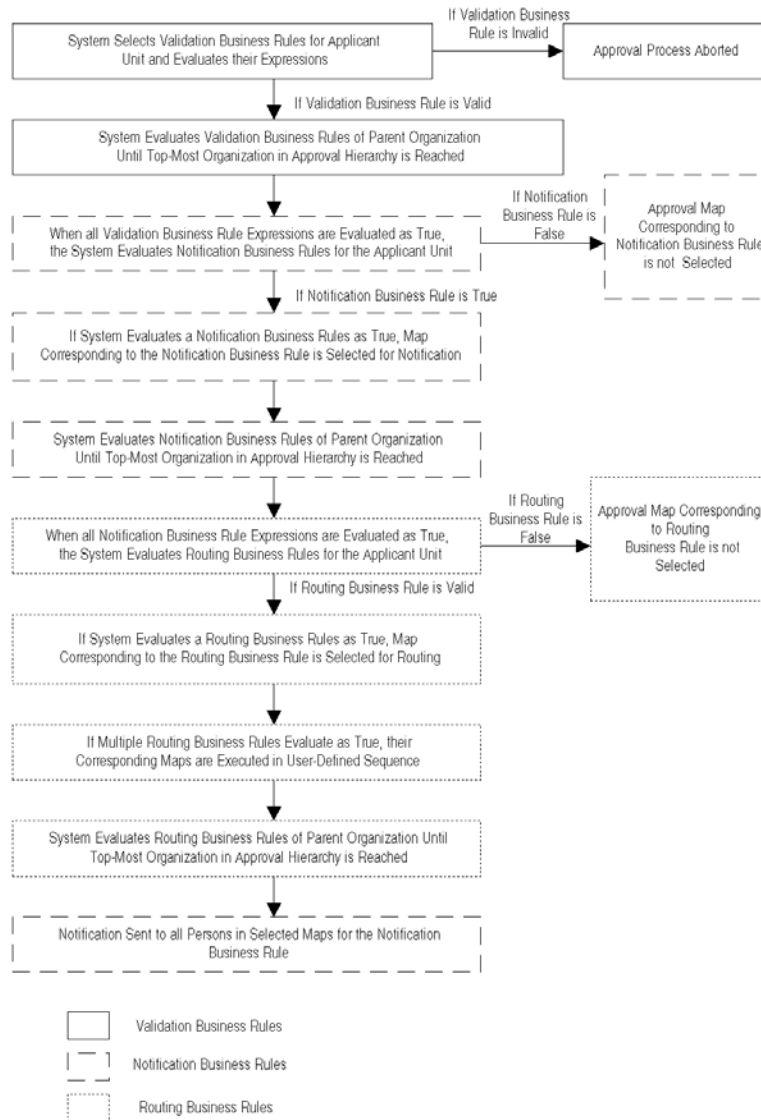 System Selects Validation Business Rules for Applicant
Unit and Evaluates their Expressions
If Validation Business
Rule is Invalid
Approval Process Aborted
If Validation Business Rule is Valid
System Evaluates Validation Business Rules of Parent Organization
Until Top-Most Organization in Approval Hierarchy is Reached
When all Validation Business Rule Expressions are Evaluated as True,
the System Evaluates Notification Business Rules for the Applicant Unit
If Notification
Business Rule is
False
Approval Map
Corresponding to
Notification Business Rule
is not Selected
If Notification Business Rule is True
If System Evaluates a Notification Business Rules as True, Map
Corresponding to the Notification Business Rule is Selected for Notification
System Evaluates Notification Business Rules of Parent Organization
Until Top-Most Organization in Approval Hierarchy is Reached
When all Notification Business Rule Expressions are Evaluated as True,
the System Evaluates Routing Business Rules for the Applicant Unit
If Routing
Business Rule is
False
Approval Map Corresponding
to Routing
Business Rule is not
Selected
If Routing Business Rule is Valid
If System Evaluates a Routing Business Rules as True, Map
Corresponding to the Routing Business Rule is Selected for Routing
If Multiple Routing Business Rules Evaluate as True, their
Corresponding Maps are Executed in User-Defined Sequence
System Evaluates Routing Business Rules of Parent Organization Until
Top-Most Organization in Approval Hierarchy is Reached
Notification Sent to all Persons in Selected Maps for the Notification
Business Rule
Validation Business Rules
Notification Business Rules
Routing Business Rules